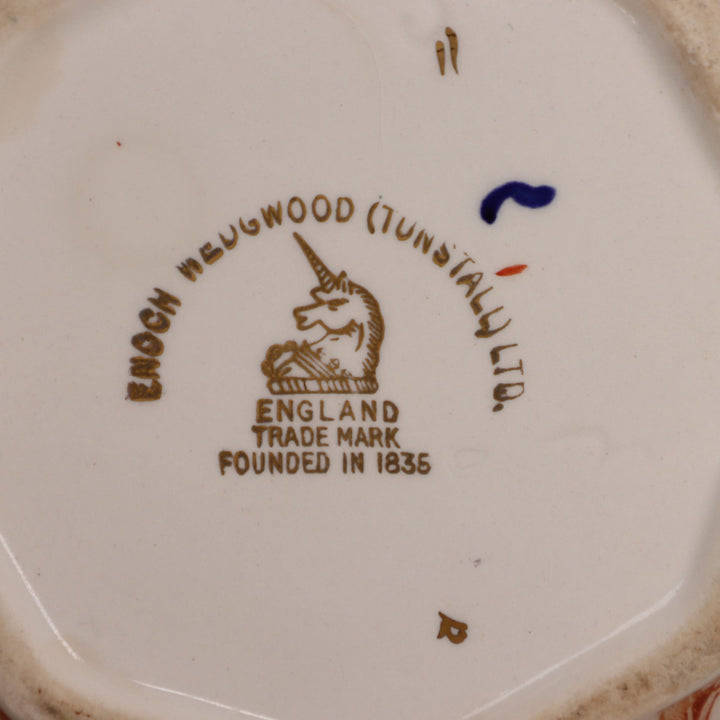 ENOCH WEDGWOOD (TUNSTALL) LTD.
ENGLAND
TRADE MARK
FOUNDED IN 1835
R